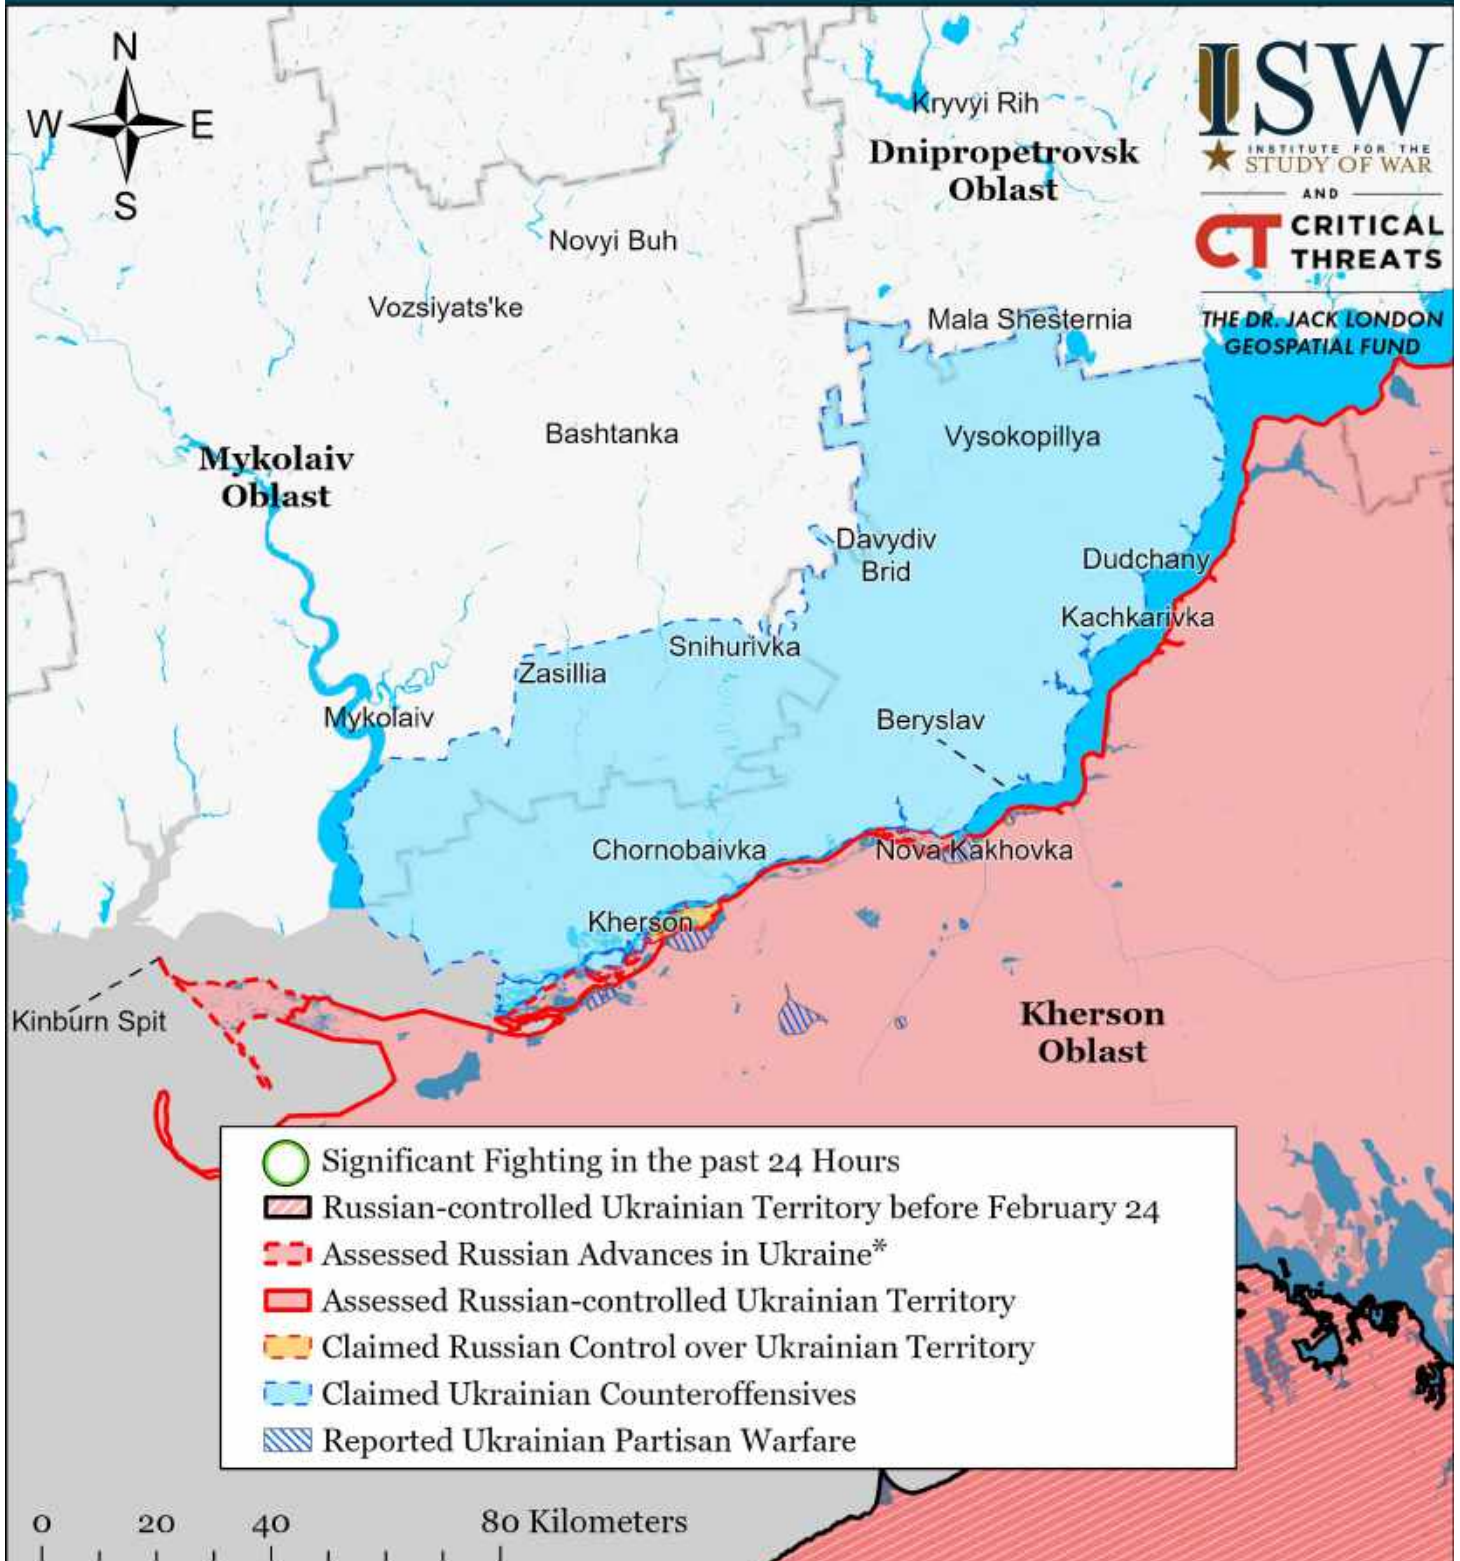 N
W E
S
ISW
INSTITUTE FOR THE
STUDY OF WAR
AND
CT CRITICAL
THREATS
THE DR. JACK LONDON
GEOSPATIAL FUND
Kryvyi Rih
Dnipropetrovsk
Oblast
Novyi Buh
Vozsiyats'ke
Mala Shesternia
Bashtanka
Vysokopillya
Mykolaiv
Oblast
Davydiv
Brid
Dudchany
Kachkarivka
Snihurivka
Zasillia
Mykolaiv
Beryslav
Chornobaivka
Nova Kakhovka
Kherson
Kinburn Spit
Kherson
Oblast
Significant Fighting in the past 24 Hours
Russian-controlled Ukrainian Territory before February 24
Assessed Russian Advances in Ukraine*
Assessed Russian-controlled Ukrainian Territory
Claimed Russian Control over Ukrainian Territory
Claimed Ukrainian Counteroffensives
Reported Ukrainian Partisan Warfare
0 20 40 80 Kilometers